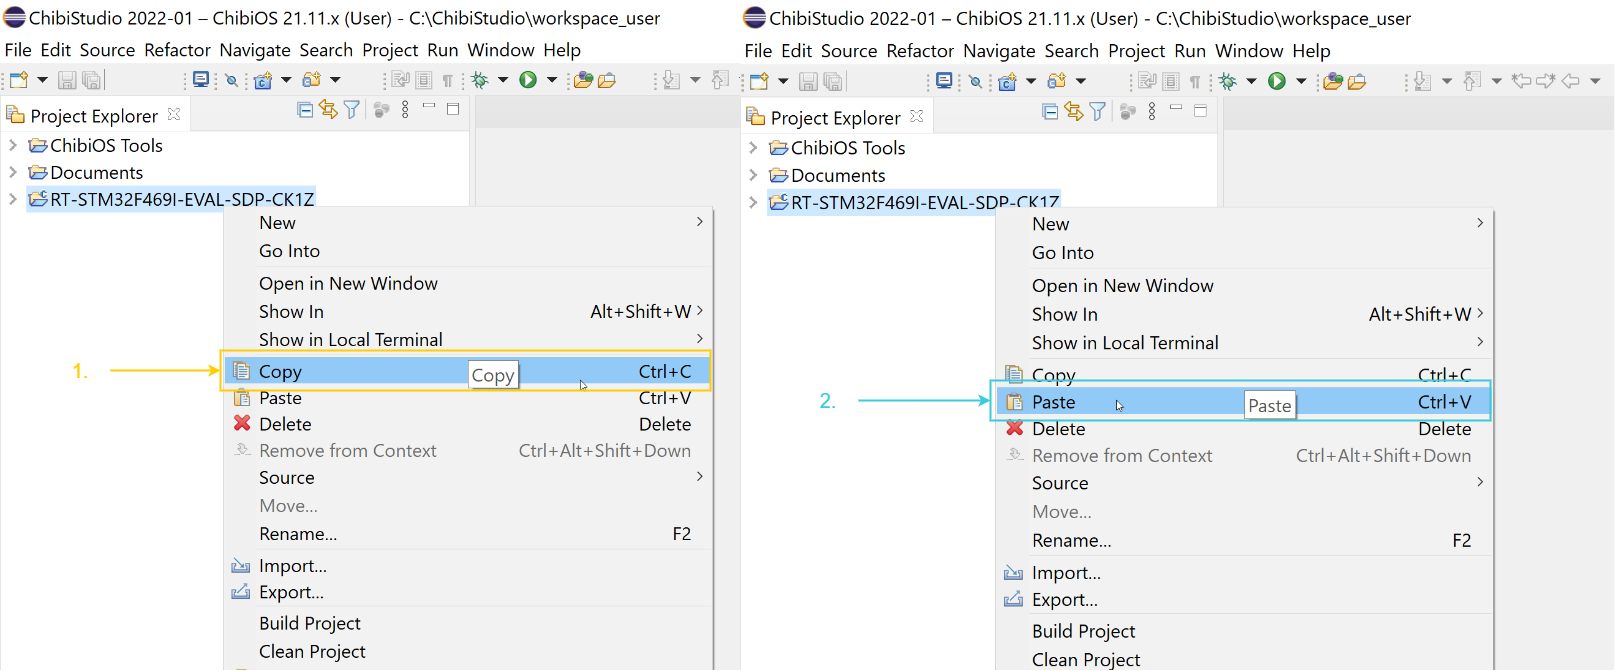 ChibiStudio 2022-01 – ChibiOS 21.11.x (User) - C:\ChibiStudio\workspace_user
File Edit Source Refactor Navigate Search Project Run Window Help
Project Explorer
ChibiOS Tools
Documents
RT-STM32F469I-EVAL-SDP-CK1Z
New
Go Into
Open in New Window
Show In Alt+Shift+W
Show in Local Terminal
1.
Copy Copy Ctrl+C
Paste Ctrl+V
Delete Delete
Remove from Context Ctrl+Alt+Shift+Down
Source
Move...
Rename... F2
Import...
Export...
Build Project
Clean Project
ChibiStudio 2022-01 – ChibiOS 21.11.x (User) - C:\ChibiStudio\workspace_user
File Edit Source Refactor Navigate Search Project Run Window Help
Project Explorer
ChibiOS Tools
Documents
RT-STM32F469I-EVAL-SDP-CK1Z
New
Go Into
Open in New Window
Show In Alt+Shift+W
Show in Local Terminal
Copy Ctrl+C
2.
Paste Paste Ctrl+V
Delete Delete
Remove from Context Ctrl+Alt+Shift+Down
Source
Move...
Rename... F2
Import...
Export...
Build Project
Clean Project